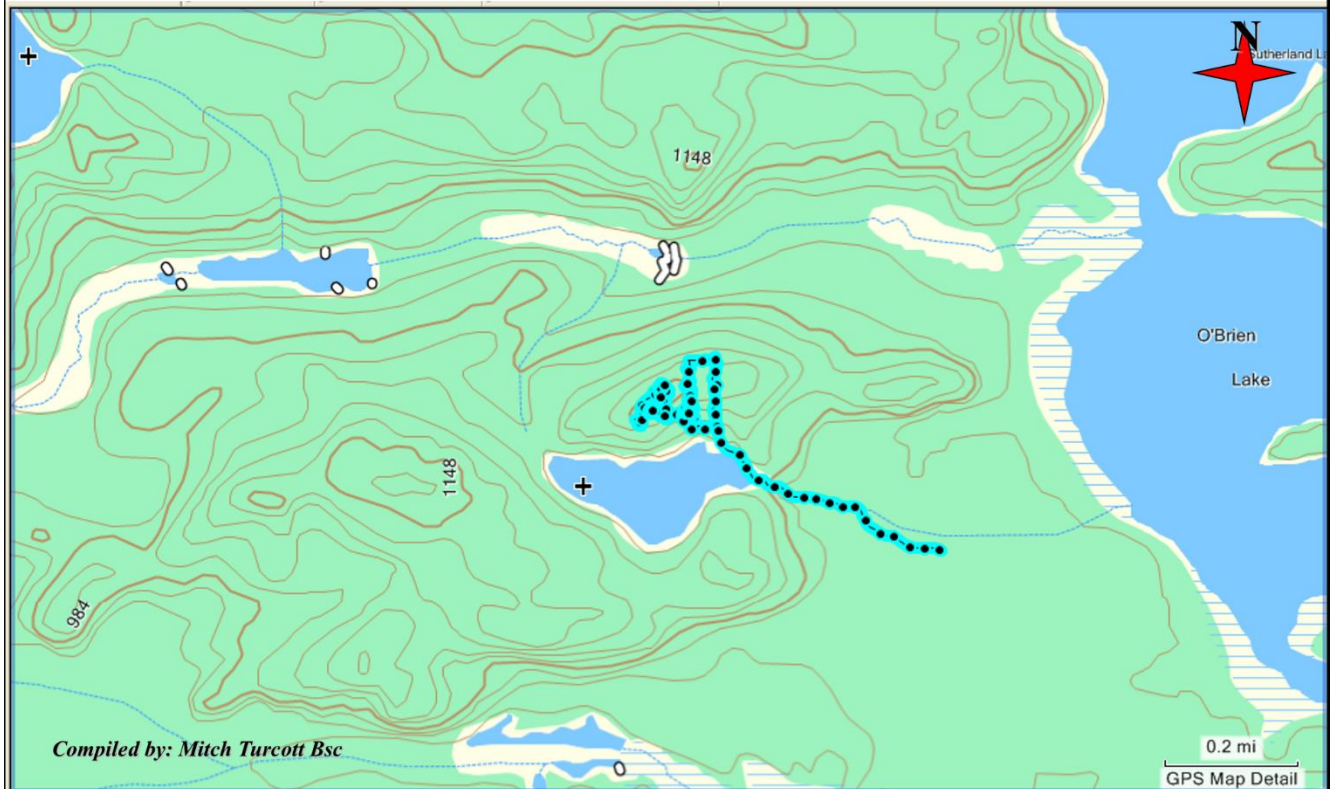 N
Sutherland
1148
O'Brien
Lake
1148
984
Compiled by: Mitch Turcott Bsc
0.2 mi
GPS Map Detail